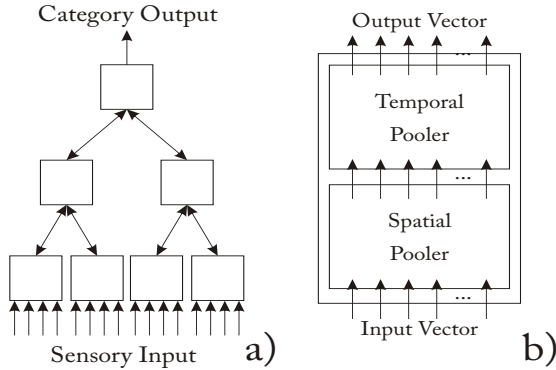 Category Output
Sensory Input
a)
Output Vector
...
Temporal
Pooler
...
Spatial
Pooler
...
Input Vector
b)